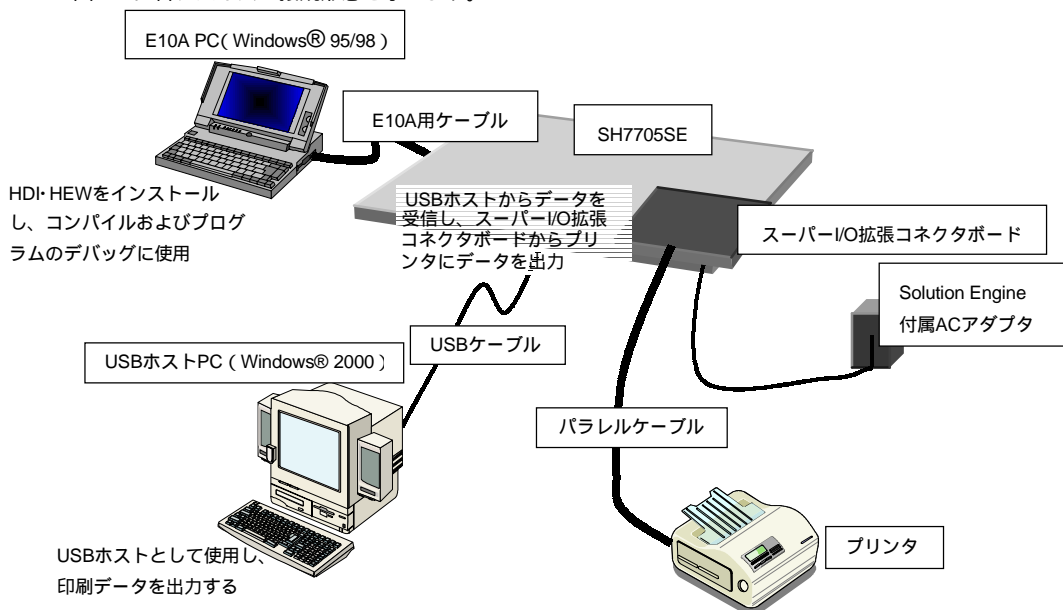 E10A PC( Windows® 95/98 )
E10A用ケーブル
SH7705SE
HDI・HEWをインストール
し、コンパイルおよびプログ
ラムのデバッグに使用
USBホストからデータを
受信し、スーパーI/O拡張
コネクタボードからプリ
ンタにデータを出力
スーパーI/O拡張コネクタボード
Solution Engine
付属ACアダプタ
USBケーブル
USBホストPC ( Windows® 2000 )
パラレルケーブル
プリンタ
USBホストとして使用し、
印刷データを出力する